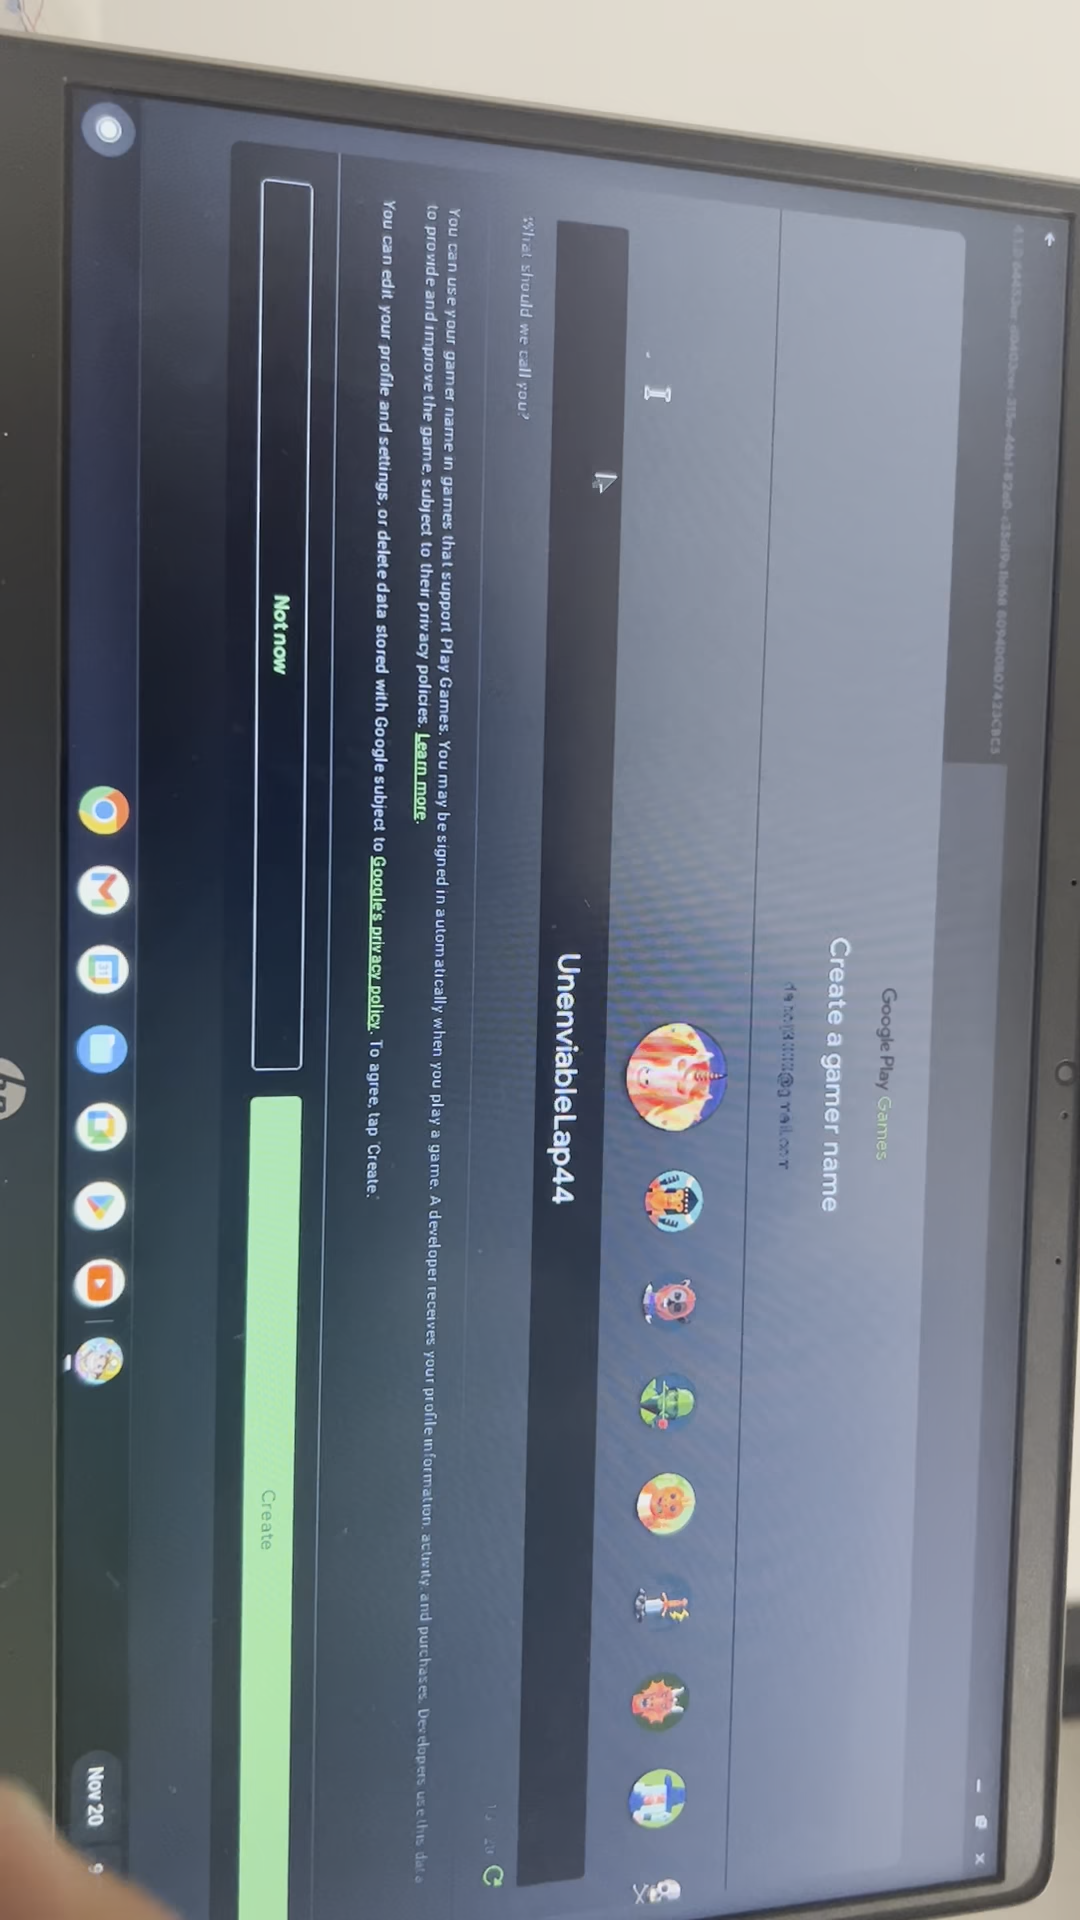 Google Play Games
Create a gamer name
UnenviableLap44
What should we call you?
You can use your gamer name in games that support Play Games. You may be signed in automatically when you play a game. A developer receives your profile information, activity, and purchases. Developers use this data
to provide and improve the game, subject to their privacy policies. Learn more.
You can edit your profile and settings, or delete data stored with Google subject to Google's privacy policy. To agree, tap 'Create.'
Not now
Create
31
Nov 20
hp